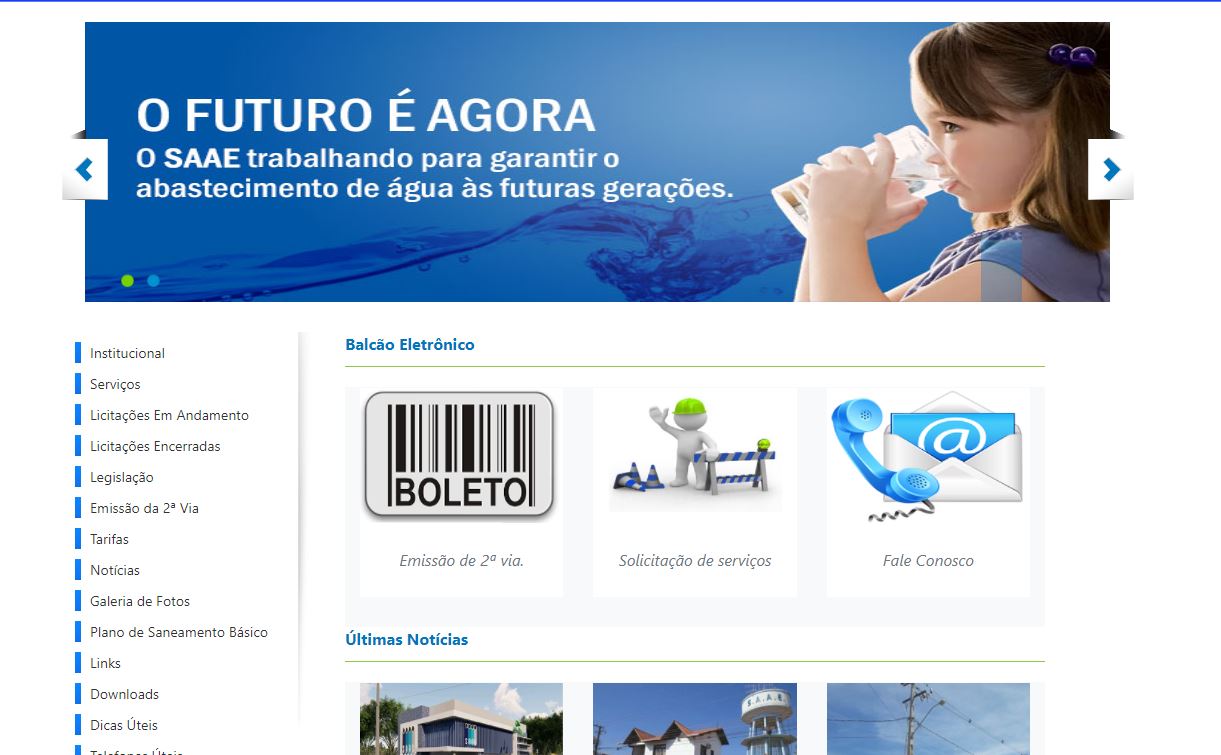 O FUTURO É AGORA
O SAAE trabalhando para garantir o
abastecimento de água às futuras gerações.
Institucional
Serviços
Licitações Em Andamento
Licitações Encerradas
Legislação
Emissão da 2ª Via
Tarifas
Notícias
Galeria de Fotos
Plano de Saneamento Básico
Links
Downloads
Dicas Úteis
Telefones Úteis
Balcão Eletrônico
BOLETO
@
Emissão de 2ª via.
Solicitação de serviços
Fale Conosco
Últimas Notícias
S.A.A.E.